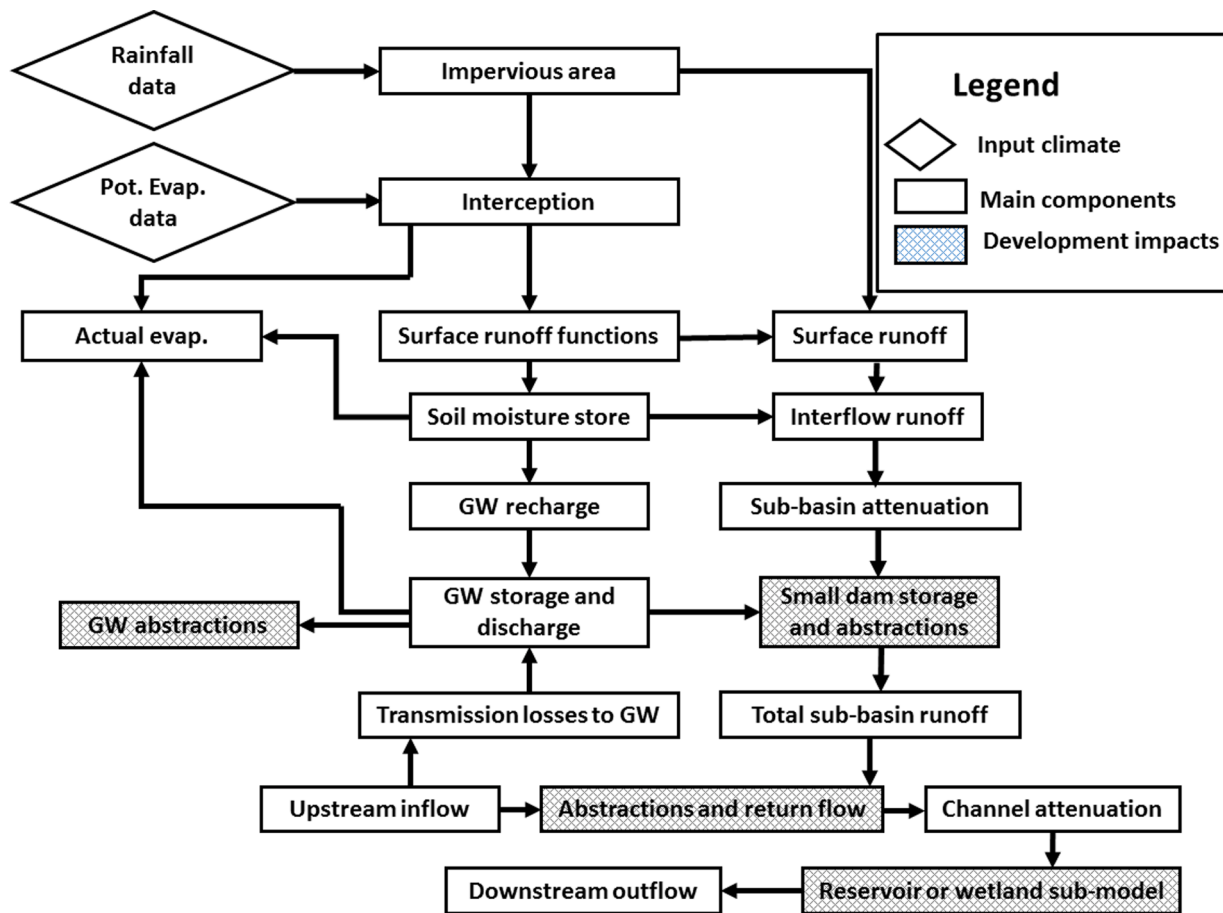 Rainfall
data
Impervious area
Legend
Input climate
Main components
Development impacts
Pot. Evap.
data
Interception
Actual evap.
Surface runoff functions
Surface runoff
Soil moisture store
Interflow runoff
GW recharge
Sub-basin attenuation
GW storage and
discharge
Small dam storage
and abstractions
GW abstractions
Transmission losses to GW
Total sub-basin runoff
Upstream inflow
Abstractions and return flow
Channel attenuation
Downstream outflow
Reservoir or wetland sub-model